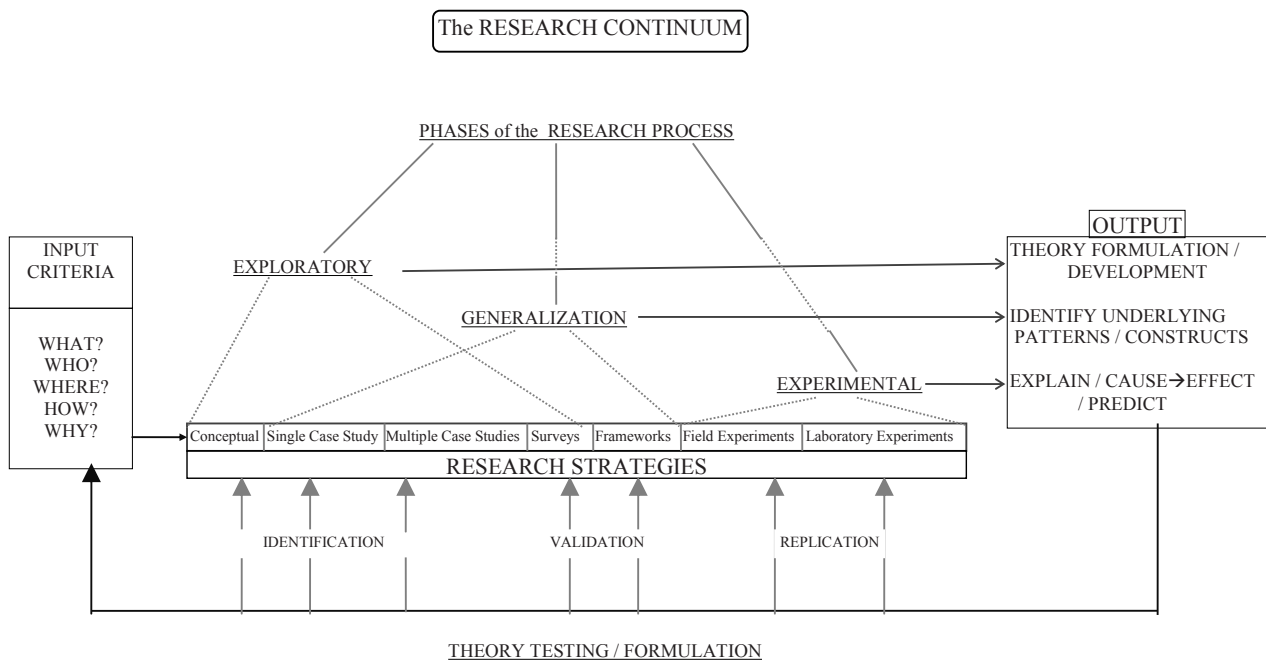 The RESEARCH CONTINUUM
PHASES of the RESEARCH PROCESS
INPUT
CRITERIA
WHAT?
WHO?
WHERE?
HOW?
WHY?
EXPLORATORY
GENERALIZATION
EXPERIMENTAL
OUTPUT
THEORY FORMULATION /
DEVELOPMENT
IDENTIFY UNDERLYING
PATTERNS / CONSTRUCTS
EXPLAIN / CAUSE→EFFECT
/ PREDICT
Conceptual Single Case Study Multiple Case Studies Surveys Frameworks Field Experiments Laboratory Experiments
RESEARCH STRATEGIES
IDENTIFICATION VALIDATION REPLICATION
THEORY TESTING / FORMULATION